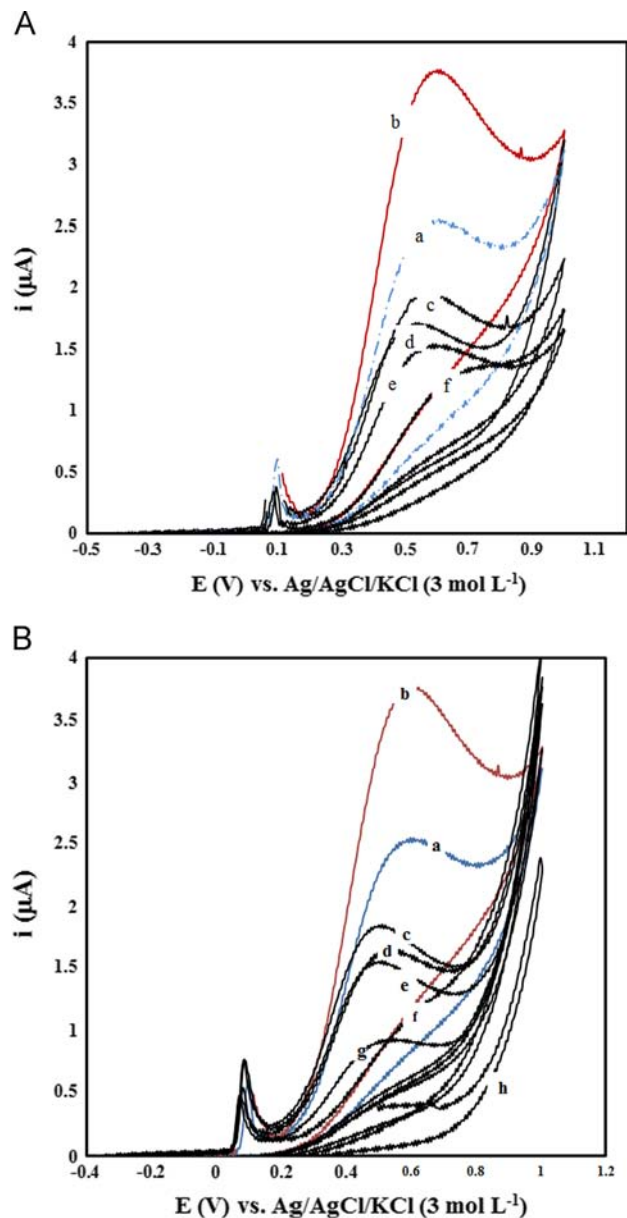 A
4
3.5
3
2.5
2
1.5
1
0.5
0
b
a
c
d
e
f
-0.5 -0.3 -0.1 0.1 0.3 0.5 0.7 0.9 1.1
i (μA)
E (V) vs. Ag/AgCl/KCl (3 mol L-1)
B
4
3.5
3
2.5
2
1.5
1
0.5
0
b
a
c
d
e
f
g
h
-0.4 -0.2 0 0.2 0.4 0.6 0.8 1 1.2
i (μA)
E (V) vs. Ag/AgCl/KCl (3 mol L-1)